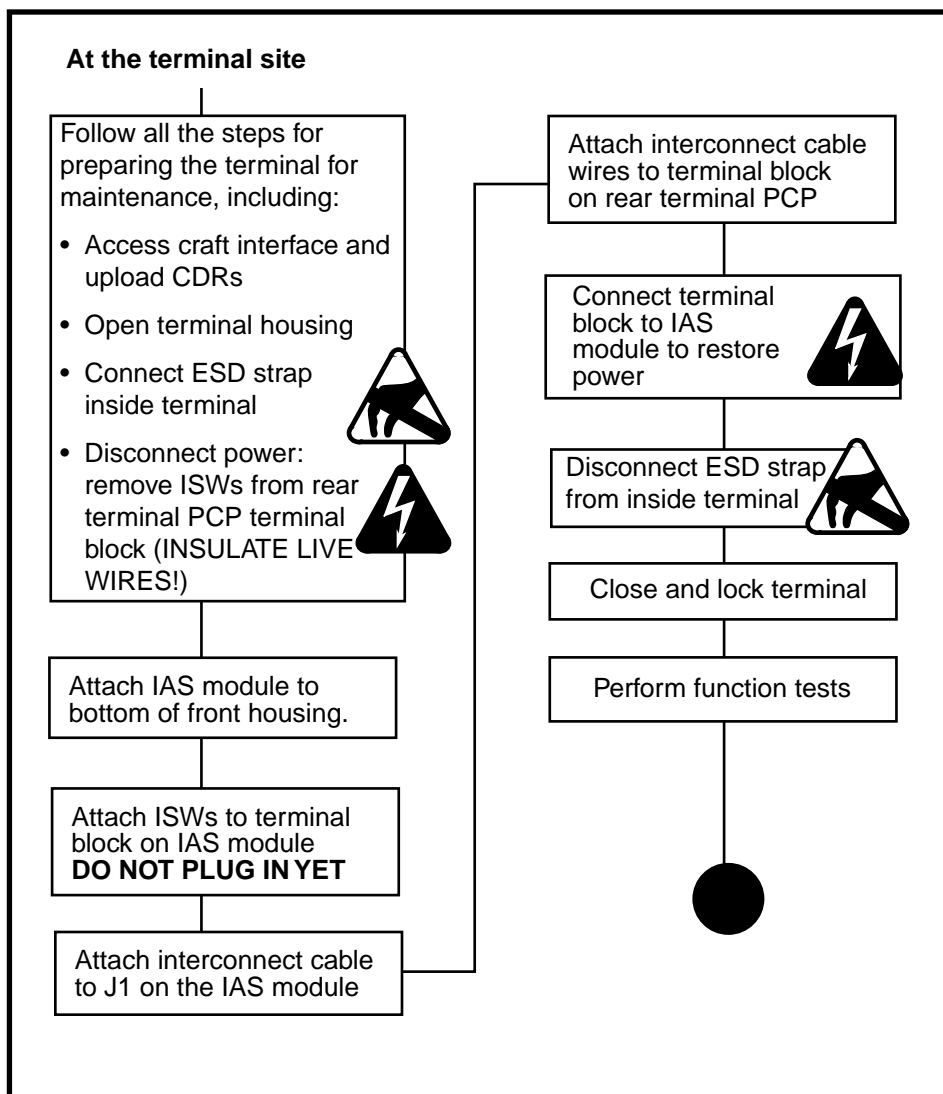 At the terminal site
Follow all the steps for
preparing the terminal for
maintenance, including:
• Access craft interface and
upload CDRs
• Open terminal housing
• Connect ESD strap
inside terminal
• Disconnect power:
remove ISWs from rear
terminal PCP terminal
block (INSULATE LIVE
WIRES!)
Attach IAS module to
bottom of front housing.
Attach ISWs to terminal
block on IAS module
DO NOT PLUG IN YET
Attach interconnect cable
to J1 on the IAS module
Attach interconnect cable
wires to terminal block
on rear terminal PCP
Connect terminal
block to IAS
module to restore
power
Disconnect ESD strap
from inside terminal
Close and lock terminal
Perform function tests